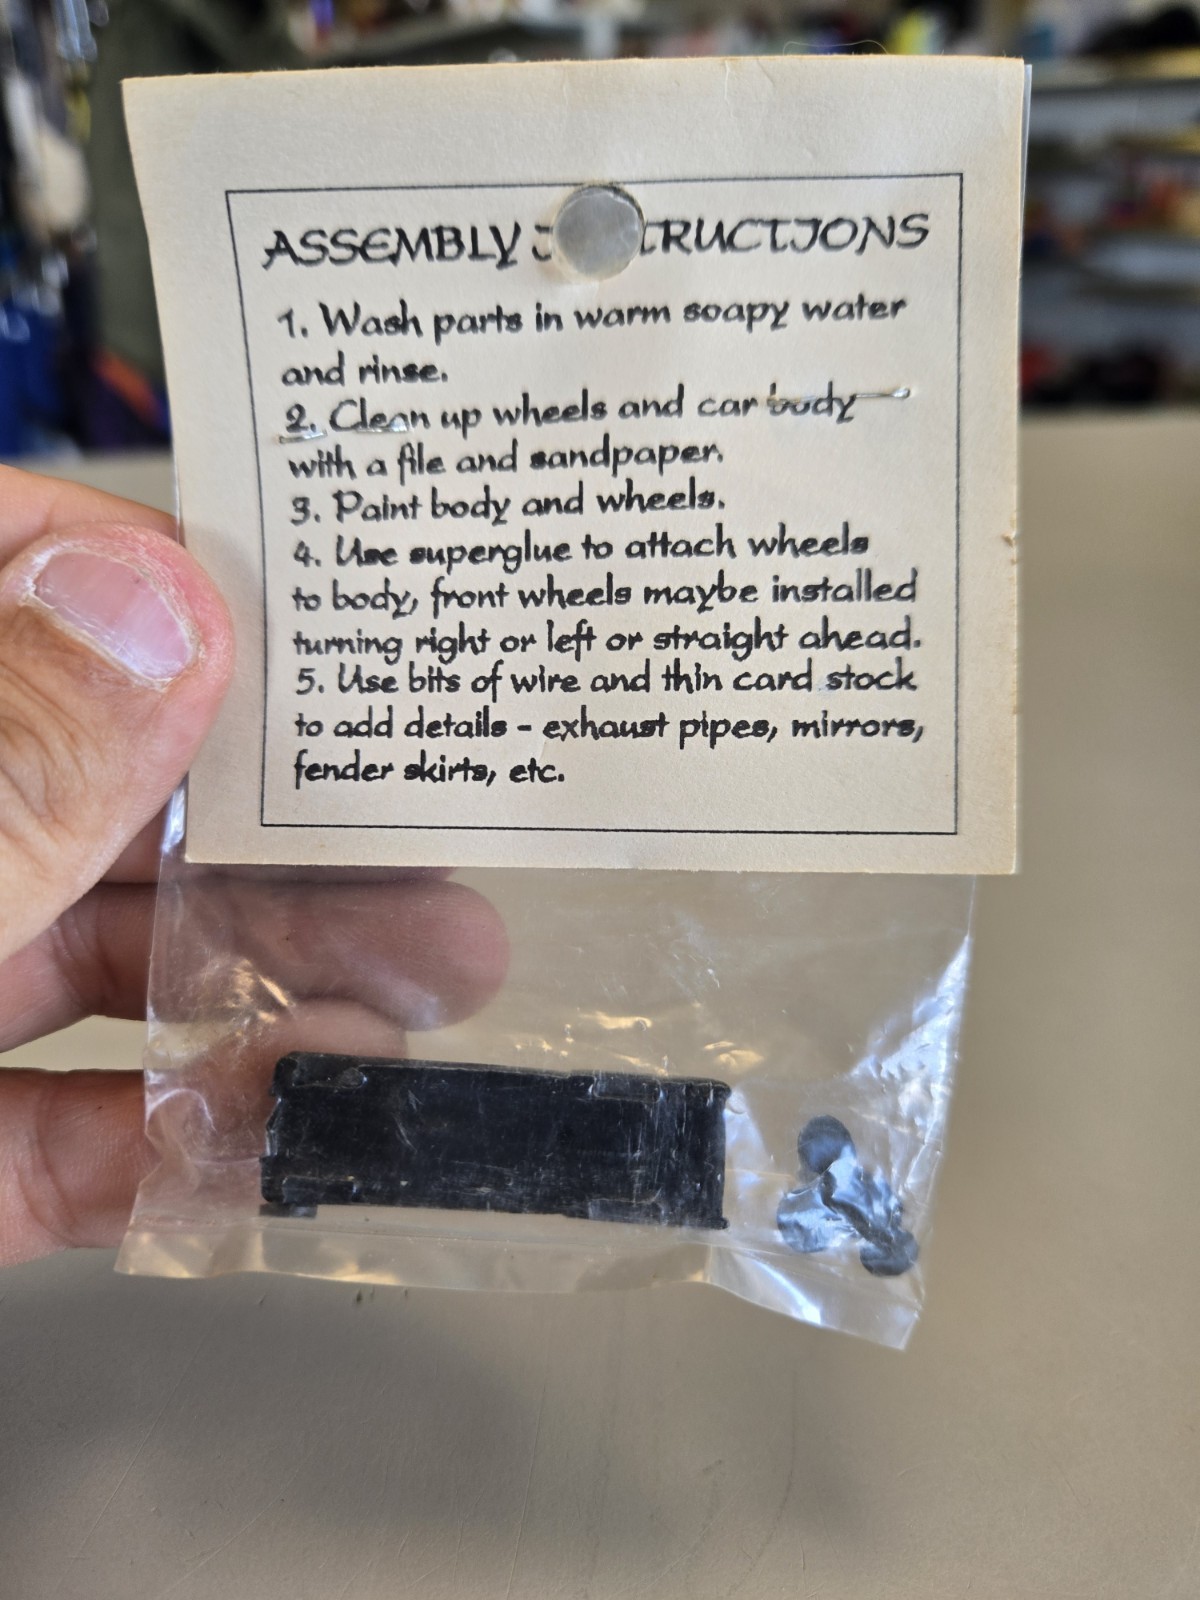 ASSEMBLY
1. Wash parts in warm soapy water
and rinse.
2. Clean up wheels and car body
with a file and sandpaper.
3. Paint body and wheels.
4. Use superglue to attach wheels
to body, front wheels maybe installed
turning right or left or straight ahead.
5. Use bits of wire and thin card stock
to add details - exhaust pipes, mirrors,
fender skirts, etc.